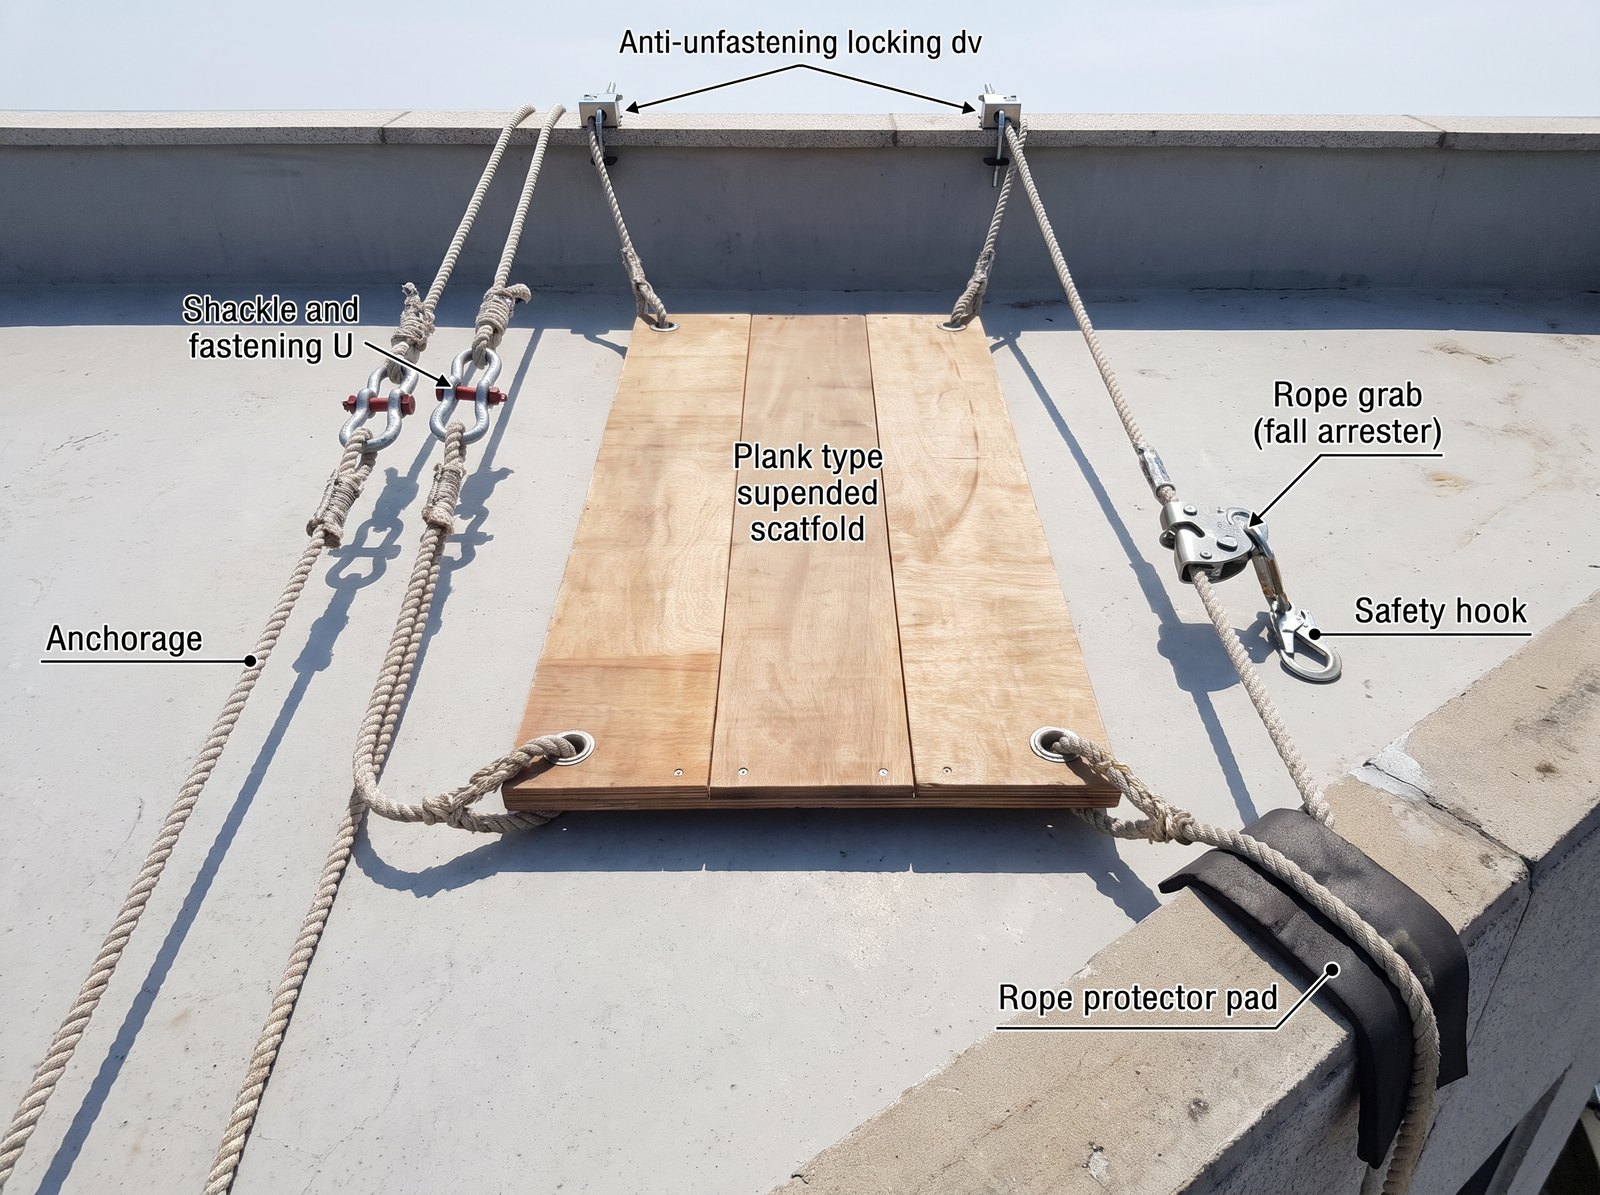 Anti-unfastening locking dv
Shackle and
fastening U
Rope grab
(fall arrester)
Plank type
supended
scatfold
Safety hook
Anchorage
Rope protector pad